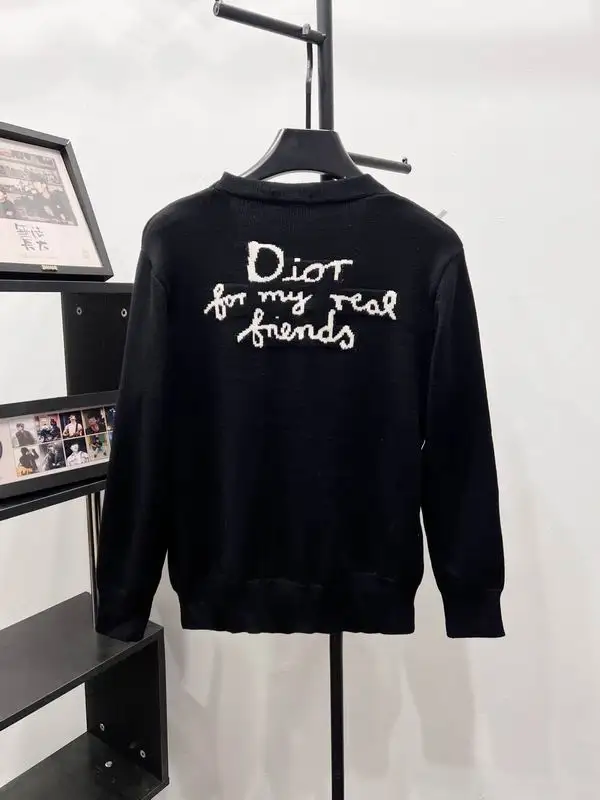 Dior
for my real
friends